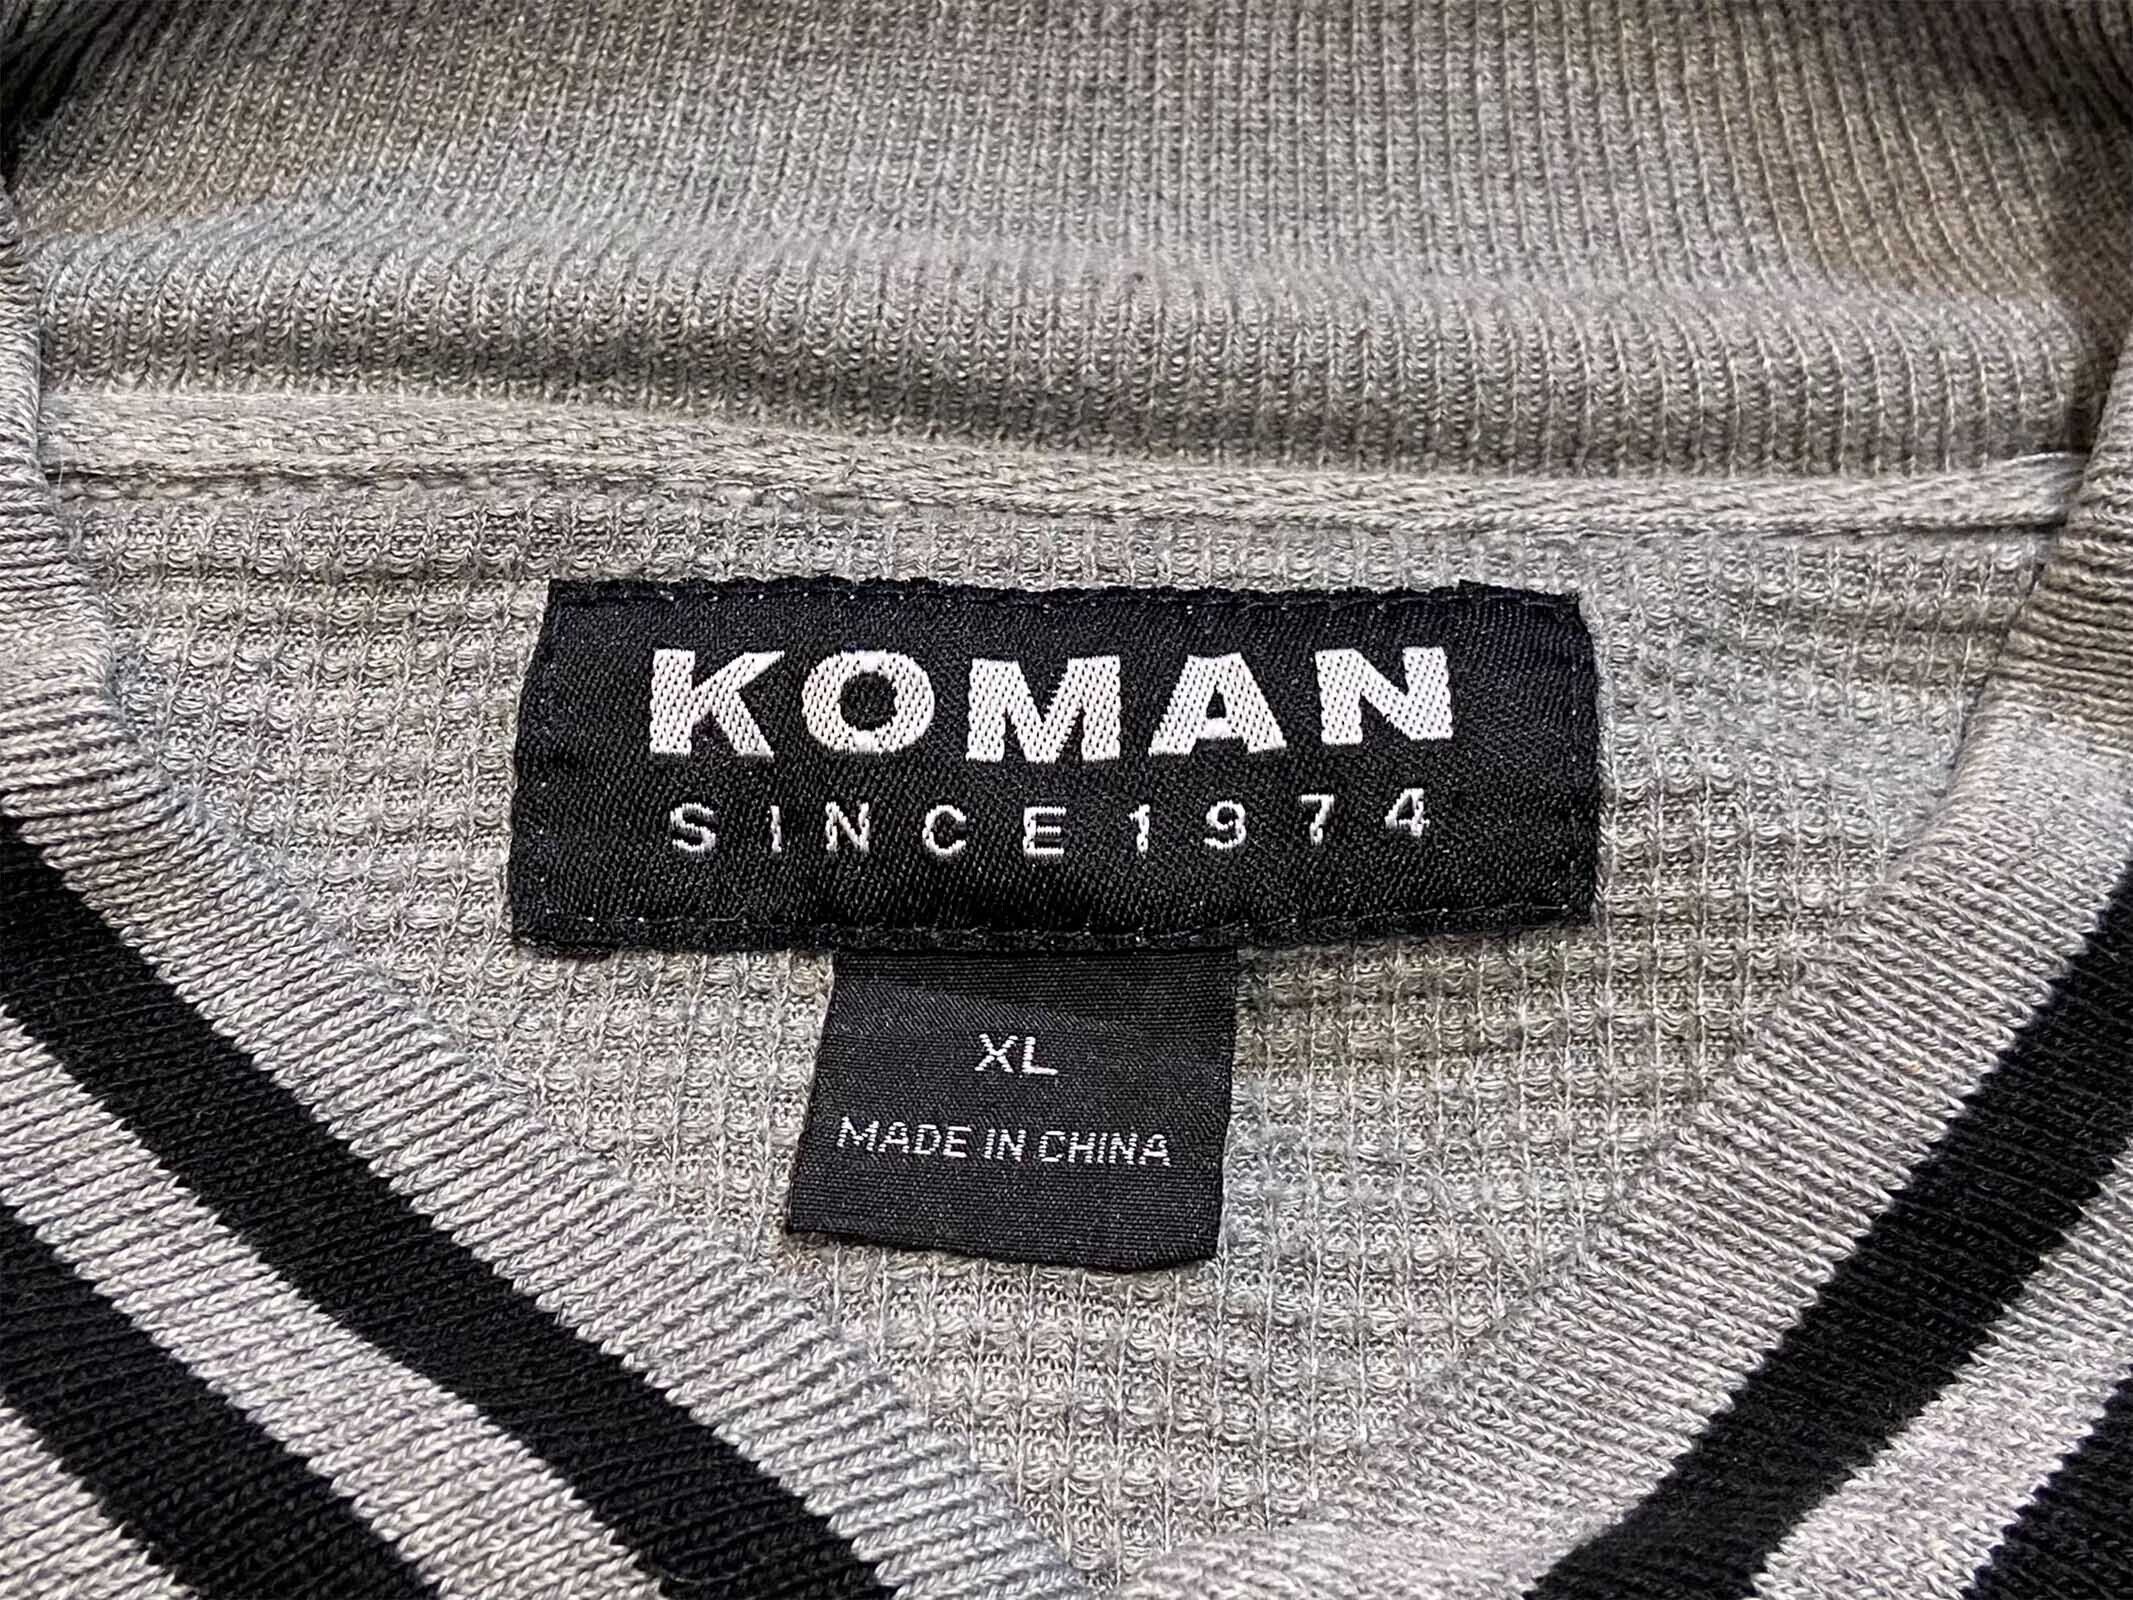 KOMAN
SINCE 1974
XL
MADE IN CHINA